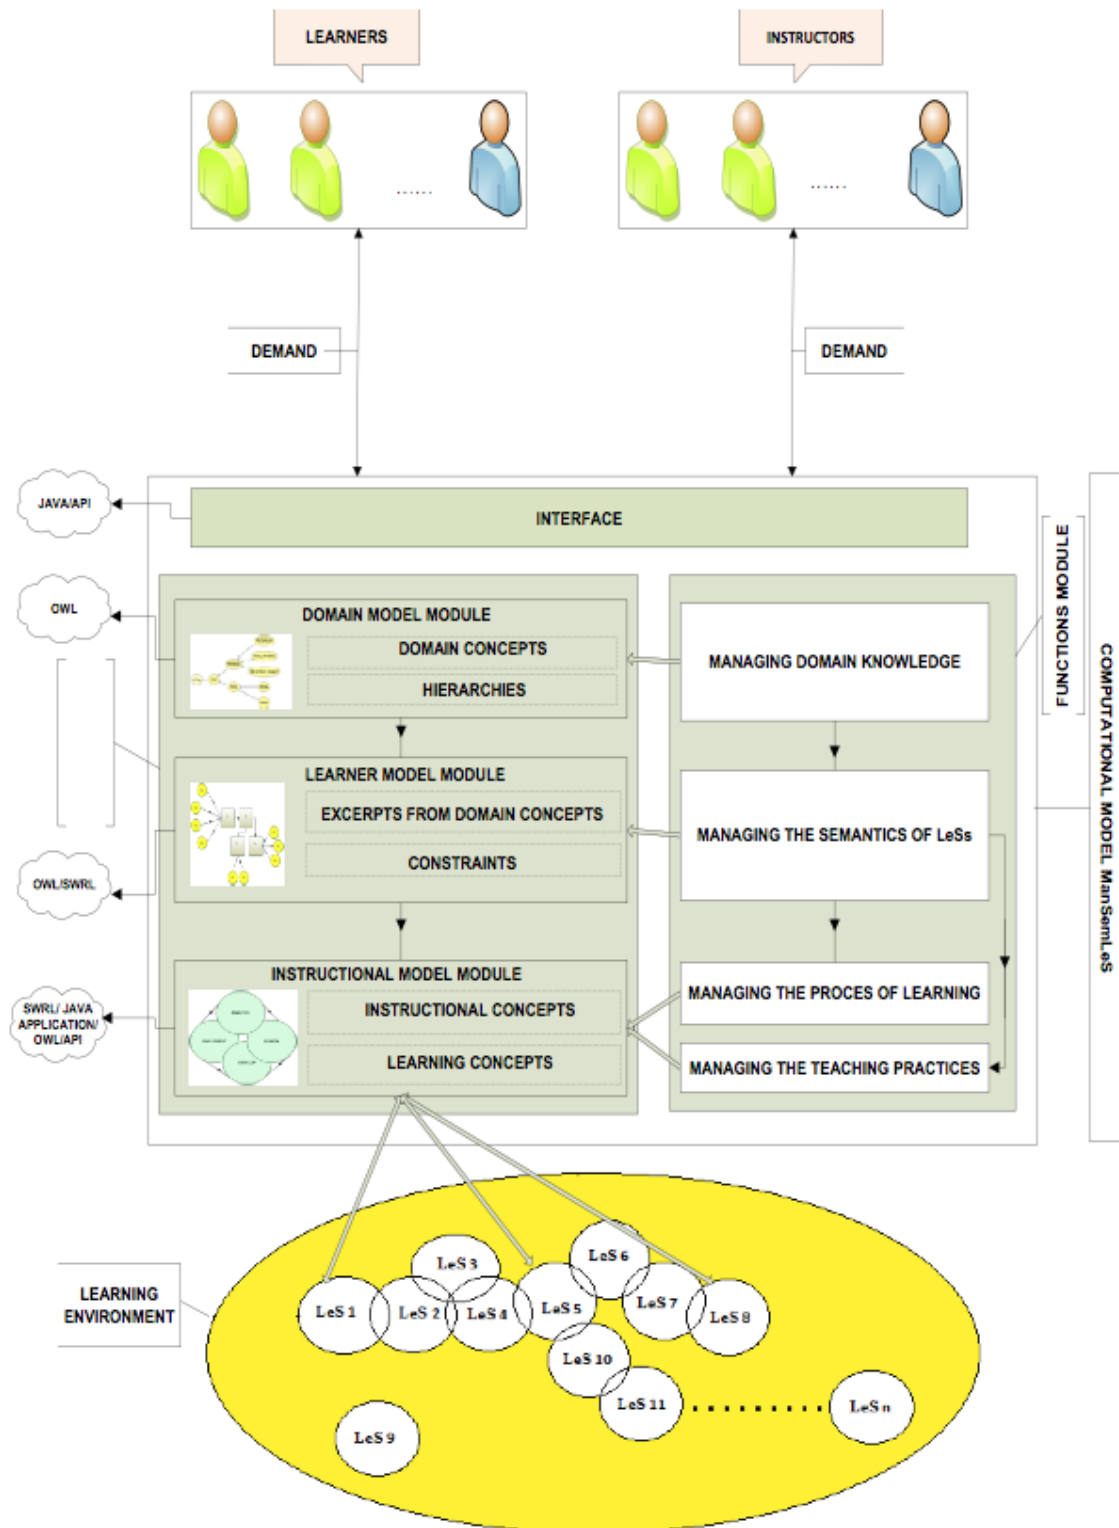 LEARNERS
INSTRUCTORS
......
......
DEMAND
DEMAND
JAVA/API
INTERFACE
FUNCTIONS MODULE
COMPUTATIONAL MODEL ManSemLeS
OWL
DOMAIN MODEL MODULE
DOMAIN CONCEPTS
HIERARCHIES
MANAGING DOMAIN KNOWLEDGE
LEARNER MODEL MODULE
EXCERPTS FROM DOMAIN CONCEPTS
CONSTRAINTS
MANAGING THE SEMANTICS OF LeSs
OWL/SWRL
INSTRUCTIONAL MODEL MODULE
INSTRUCTIONAL CONCEPTS
LEARNING CONCEPTS
MANAGING THE PROCES OF LEARNING
MANAGING THE TEACHING PRACTICES
SWRL/ JAVA
APPLICATION/
OWL/API
LEARNING
ENVIRONMENT
LeS 1
LeS 2
LeS 3
LeS 4
LeS 5
LeS 6
LeS 7
LeS 8
LeS 10
LeS 11
LeS n
LeS 9